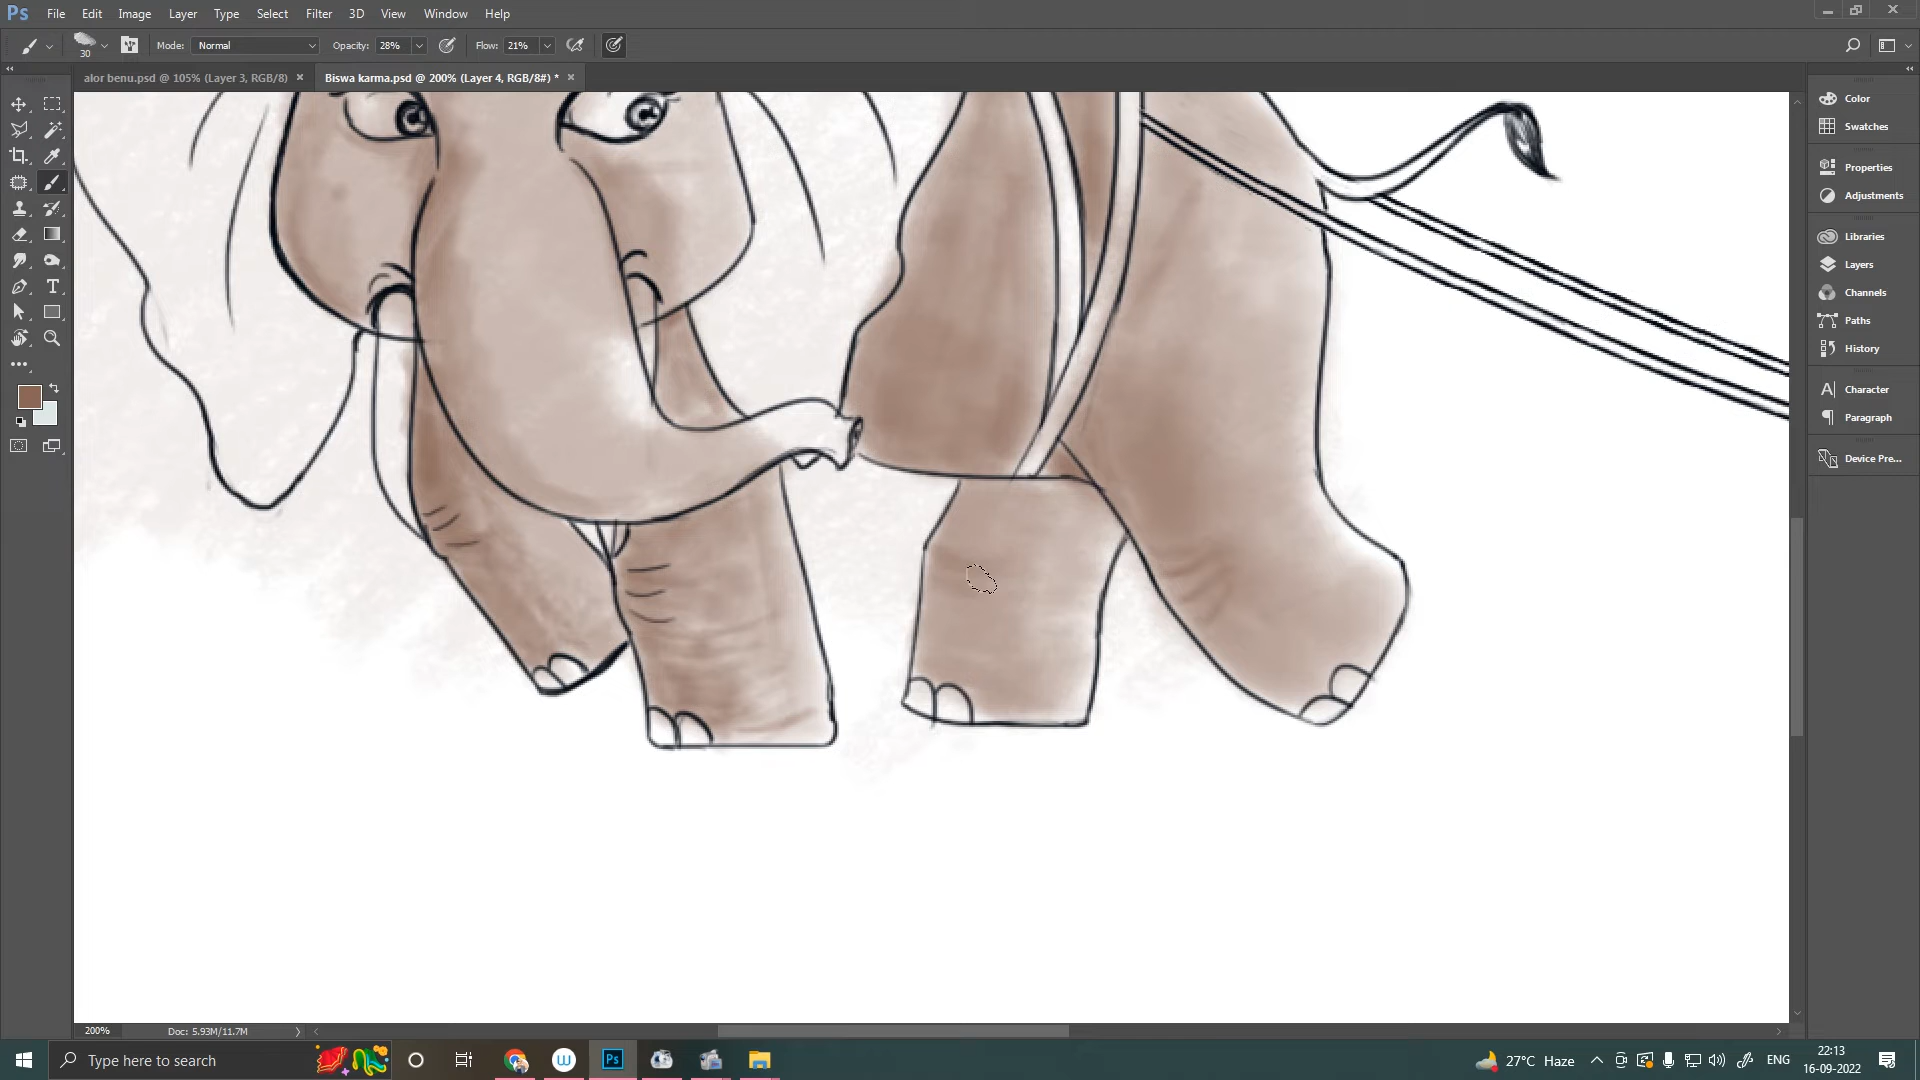 Ps File Edit Image Layer Type Select Filter 3D View Window Help
30 Mode: Normal Opacity: 28% Flow: 21%
alor benu.psd @ 105% (Layer 3, RGB/8) × Biswa karma.psd @ 200% (Layer 4, RGB/8#) * ×
Color
Swatches
Properties
Adjustments
Libraries
Layers
Channels
Paths
History
Character
Paragraph
Device Pre...
200% Doc: 5.93M/11.7M
Type here to search
Ps
27°C Haze
ENG
22:13
16-09-2022